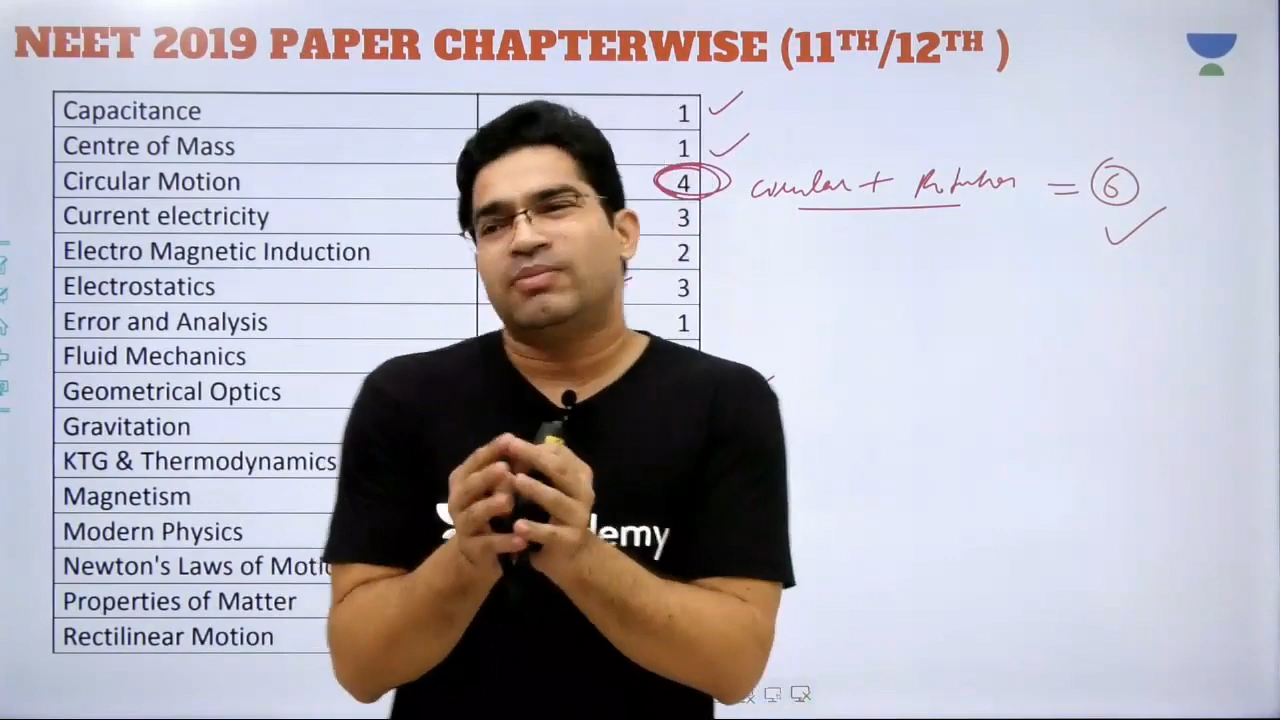 NEET 2019 PAPER CHAPTERWISE (11TH/12TH )
Capacitance 1
Centre of Mass 1
Circular Motion 4 circular + Rotation = 6
Current electricity 3
Electro Magnetic Induction 2
Electrostatics 3
Error and Analysis 1
Fluid Mechanics
Geometrical Optics
Gravitation
KTG & Thermodynamics
Magnetism
Modern Physics
Newton's Laws of Motio
Properties of Matter
Rectilinear Motion
demy